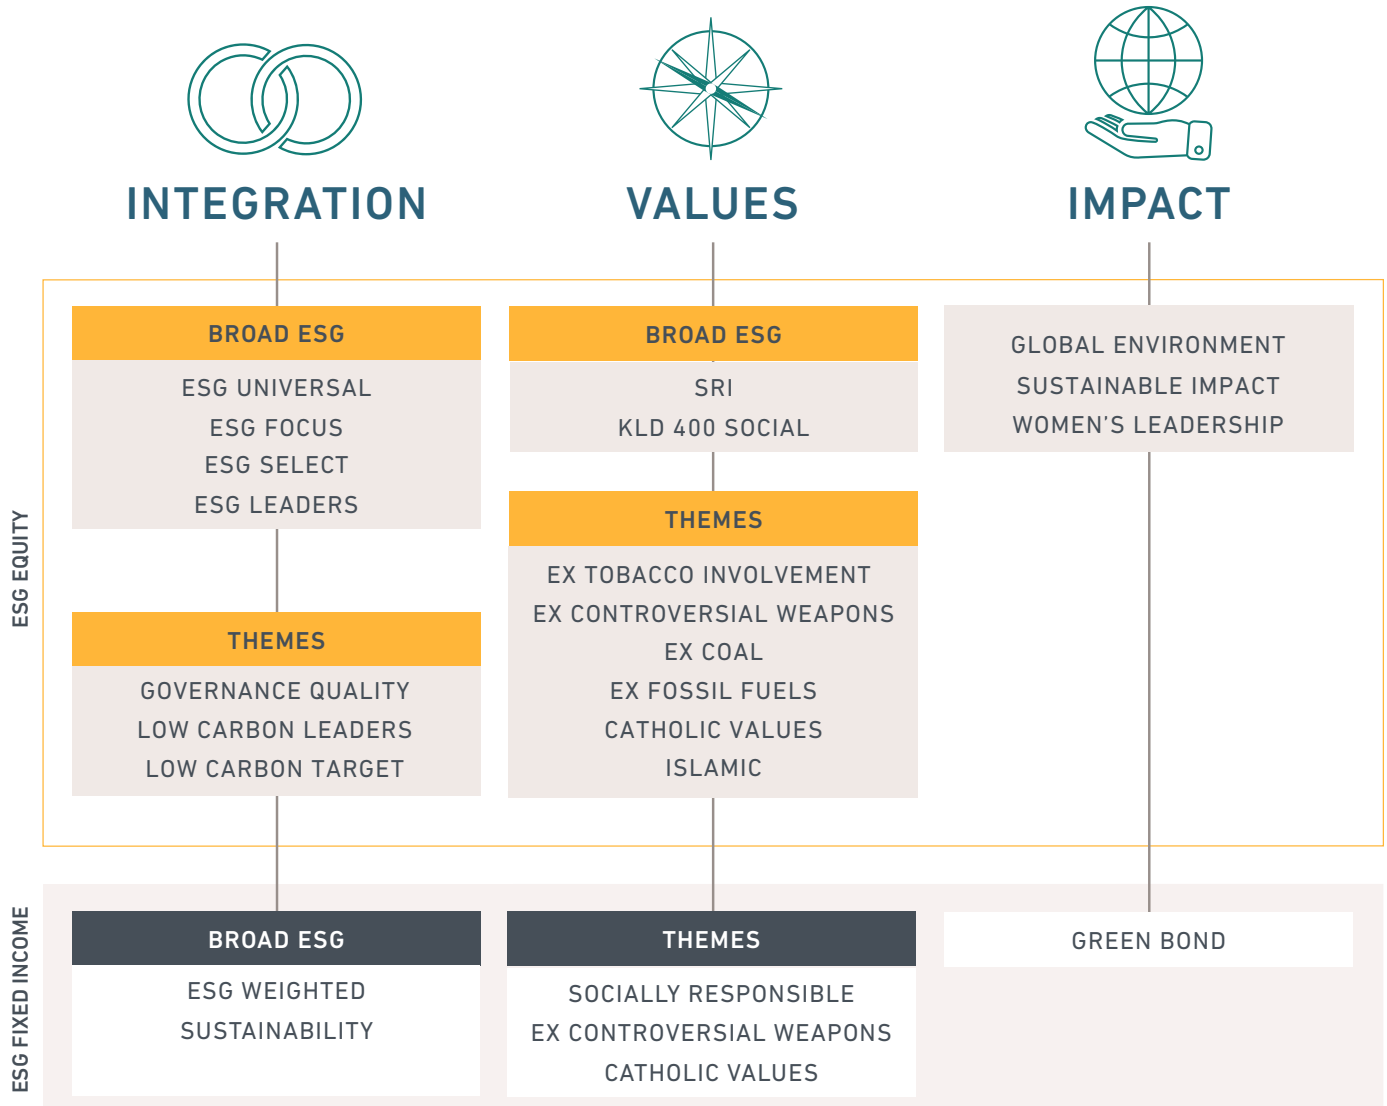 INTEGRATION
VALUES
IMPACT
ESG EQUITY
BROAD ESG
ESG UNIVERSAL
ESG FOCUS
ESG SELECT
ESG LEADERS
THEMES
GOVERNANCE QUALITY
LOW CARBON LEADERS
LOW CARBON TARGET
BROAD ESG
SRI
KLD 400 SOCIAL
THEMES
EX TOBACCO INVOLVEMENT
EX CONTROVERSIAL WEAPONS
EX COAL
EX FOSSIL FUELS
CATHOLIC VALUES
ISLAMIC
GLOBAL ENVIRONMENT
SUSTAINABLE IMPACT
WOMEN'S LEADERSHIP
ESG FIXED INCOME
BROAD ESG
ESG WEIGHTED
SUSTAINABILITY
THEMES
SOCIALLY RESPONSIBLE
EX CONTROVERSIAL WEAPONS
CATHOLIC VALUES
GREEN BOND